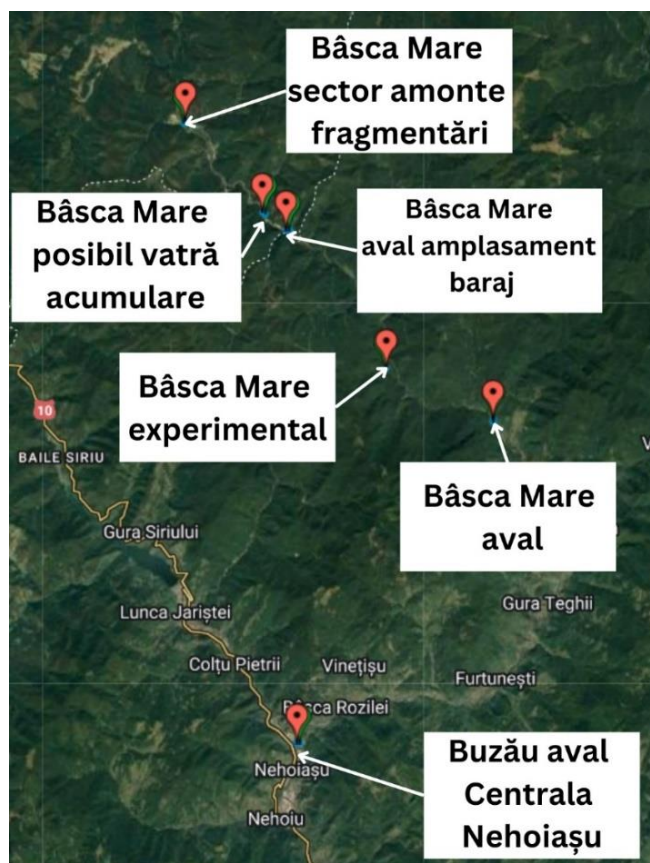 Bâsca Mare
sector amonte
fragmentări
Bâsca Mare
posibil vatră
acumulare
Bâsca Mare
aval amplasament
baraj
Bâsca Mare
experimental
10
BAILE SIRIU
Bâsca Mare
aval
Gura Siriului
Gura Teghii
Lunca Jariștei
Colțu Pietrii
Vinețișu
Furtunești
Bâsca Rozilei
Nehoiașu
Nehoiu
Buzău aval
Centrala
Nehoiașu